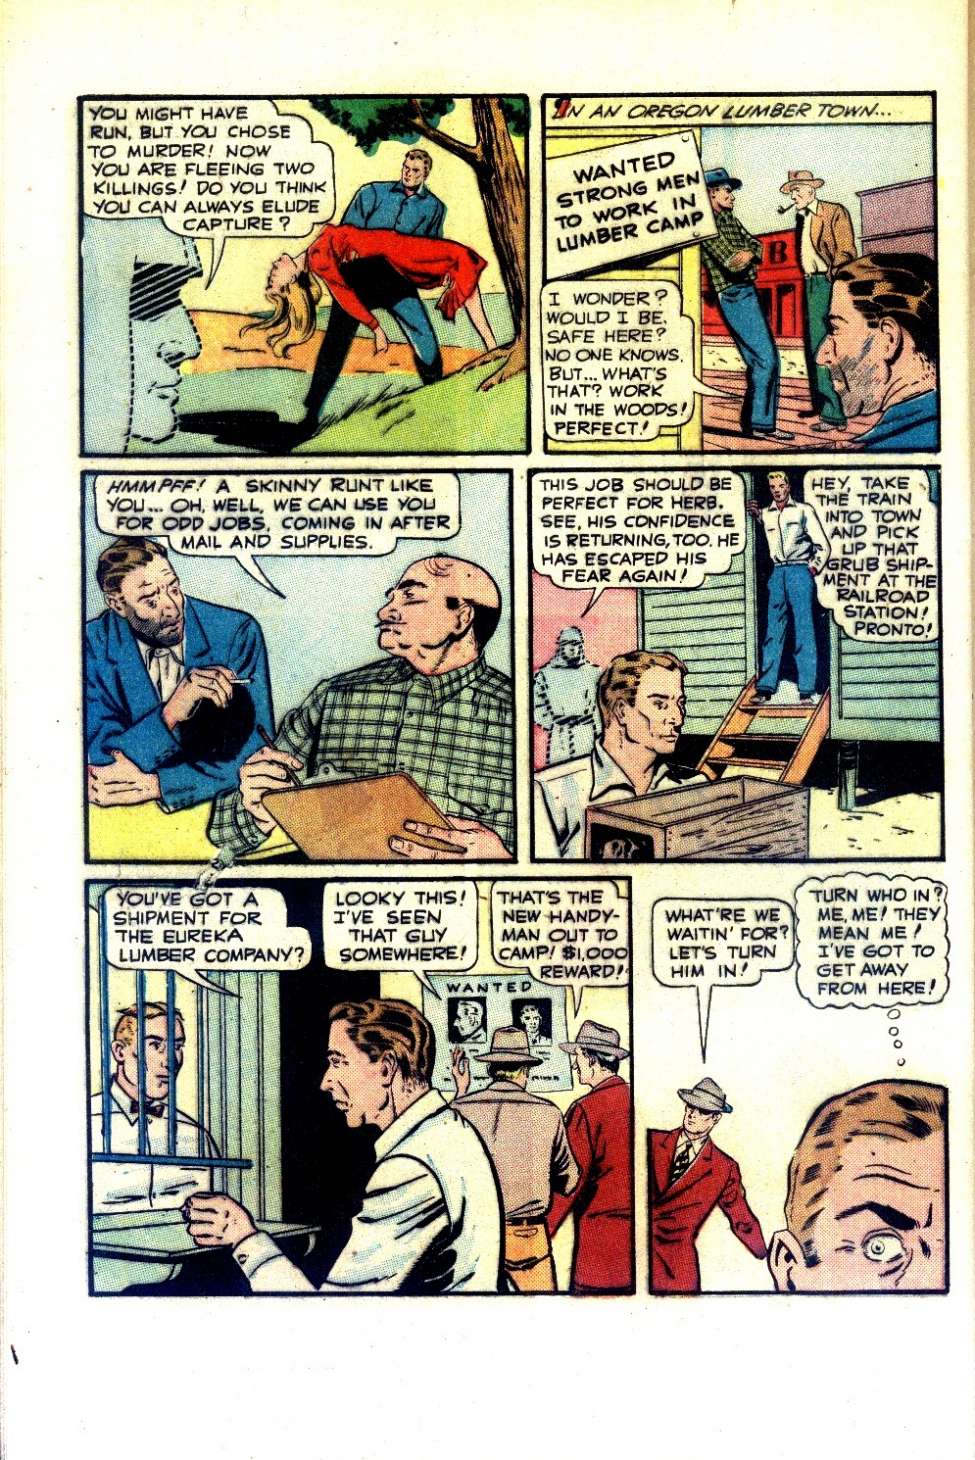 YOU MIGHT HAVE
RUN, BUT YOU CHOSE
TO MURDER! NOW
YOU ARE FLEEING TWO
KILLINGS! DO YOU THINK
YOU CAN ALWAYS ELUDE
CAPTURE?
IN AN OREGON LUMBER TOWN...
WANTED
STRONG MEN
TO WORK IN
LUMBER CAMP
B
I WONDER?
WOULD I BE
SAFE HERE?
NO ONE KNOWS.
BUT... WHAT'S
THAT? WORK
IN THE WOODS!
PERFECT!
HMMPFF! A SKINNY RUNT LIKE
YOU... OH, WELL, WE CAN USE YOU
FOR ODD JOBS, COMING IN AFTER
MAIL AND SUPPLIES.
THIS JOB SHOULD BE
PERFECT FOR HERB.
SEE, HIS CONFIDENCE
IS RETURNING, TOO. HE
HAS ESCAPED HIS
FEAR AGAIN!
HEY, TAKE
THE TRAIN
INTO TOWN
AND PICK
UP THAT
GRUB SHIP-
MENT AT THE
RAILROAD
STATION!
PRONTO!
YOU'VE GOT A
SHIPMENT FOR
THE EUREKA
LUMBER COMPANY?
LOOKY THIS!
I'VE SEEN
THAT GUY
SOMEWHERE!
THAT'S THE
NEW HANDY-
MAN OUT TO
CAMP! $1,000
REWARD!
WANTED
WHAT'RE WE
WAITIN' FOR?
LET'S TURN
HIM IN!
TURN WHO IN?
ME, ME! THEY
MEAN ME!
I'VE GOT TO
GET AWAY
FROM HERE!